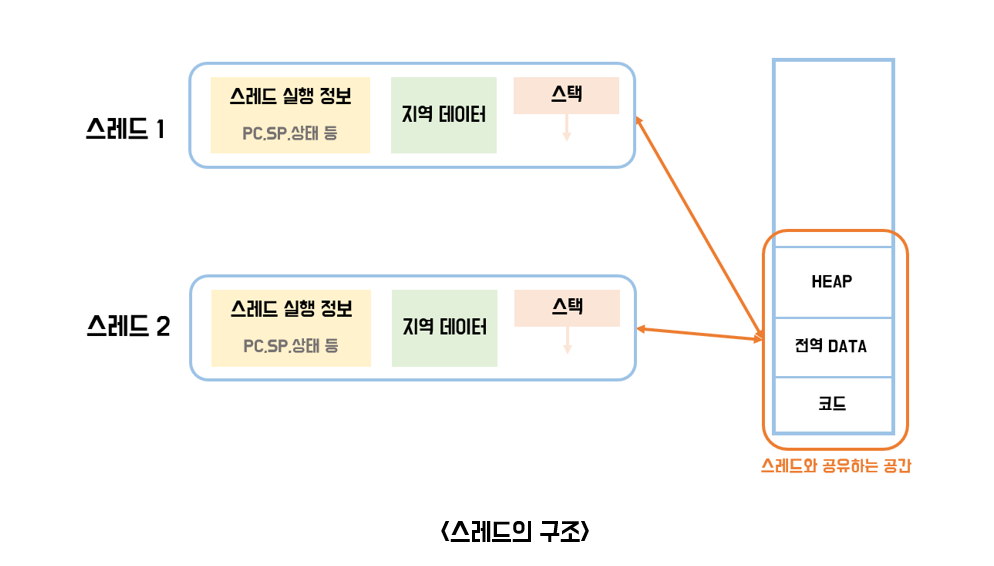 스레드 1
스레드 실행 정보
PC,SP,상태 등
지역 데이터
스택
스레드 2
스레드 실행 정보
PC,SP,상태 등
지역 데이터
스택
HEAP
전역 DATA
코드
스레드와 공유하는 공간
<스레드의 구조>